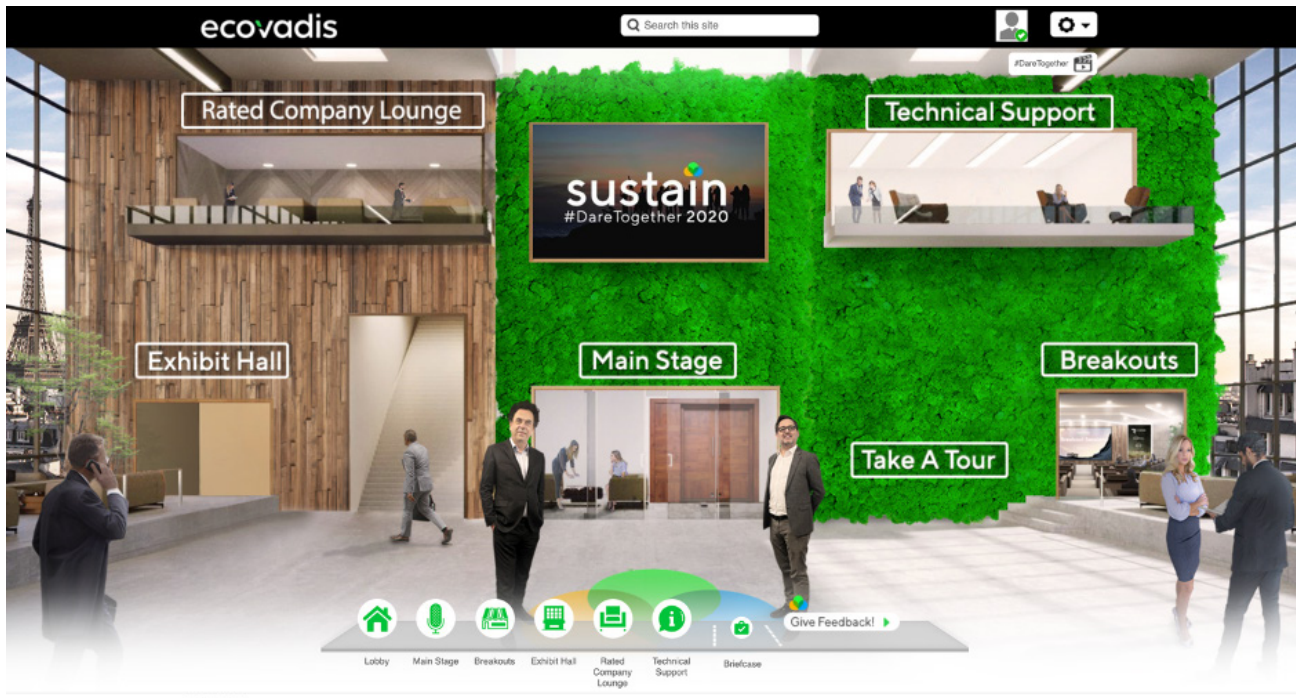 ecovadis
Search this site
#DareTogether
Rated Company Lounge
Technical Support
sustain
#DareTogether 2020
Exhibit Hall
Main Stage
Breakouts
Take A Tour
Give Feedback!
Lobby
Main Stage
Breakouts
Exhibit Hall
Rated
Company
Lounge
Technical
Support
Briefcase